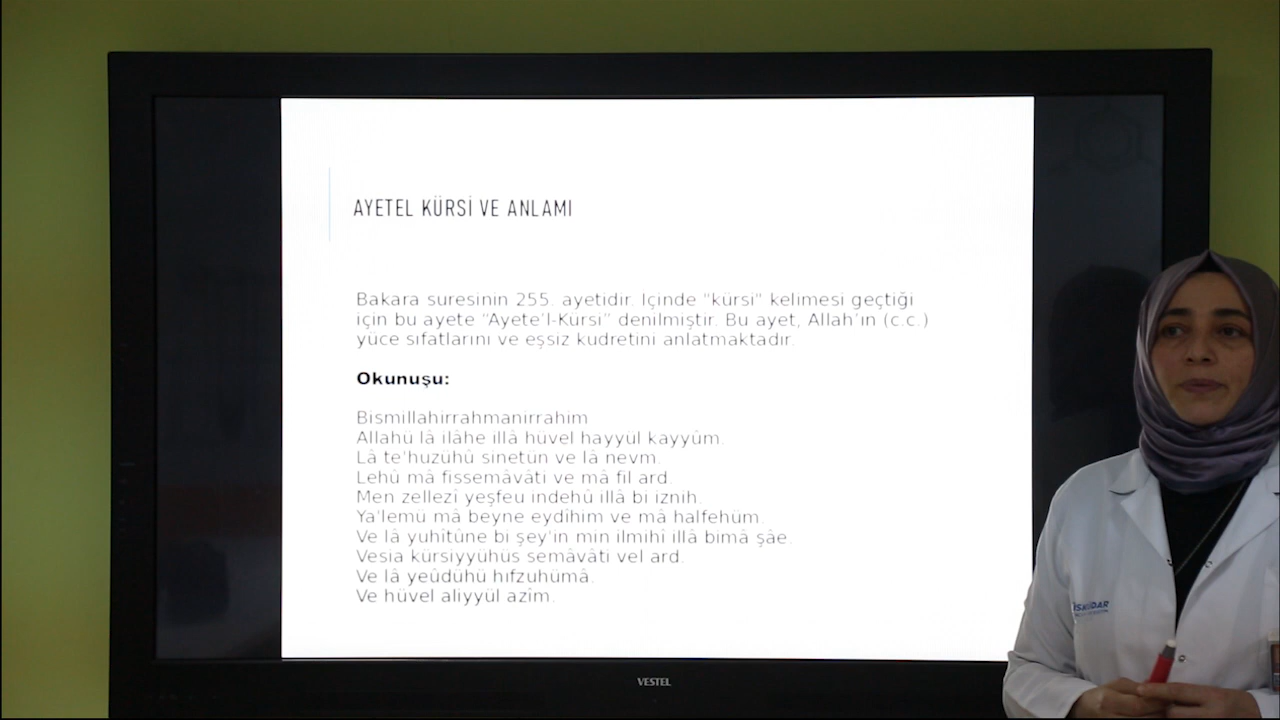 AYETEL KÜRSİ VE ANLAMI
Bakara suresinin 255. ayetidir. İçinde "kürsi" kelimesi geçtiği
için bu ayete "Ayete'l-Kürsi" denilmiştir. Bu ayet, Allah'ın (c.c.)
yüce sıfatlarını ve eşsiz kudretini anlatmaktadır.
Okunuşu:
Bismillahirrahmanirrahim
Allahü lâ ilâhe illâ hüvel hayyül kayyûm.
Lâ te'huzühû sinetün ve lâ nevm.
Lehû mâ fissemâvâti ve mâ fil ard.
Men zellezî yeşfeu indehû illâ bi iznih.
Ya'lemü mâ beyne eydîhim ve mâ halfehüm.
Ve lâ yuhîtûne bi şey'in min ilmihî illâ bimâ şâe.
Vesia kürsiyyühüs semâvâti vel ard.
Ve lâ yeûdühü hıfzuhümâ.
Ve hüvel aliyyül azîm.
VESTEL